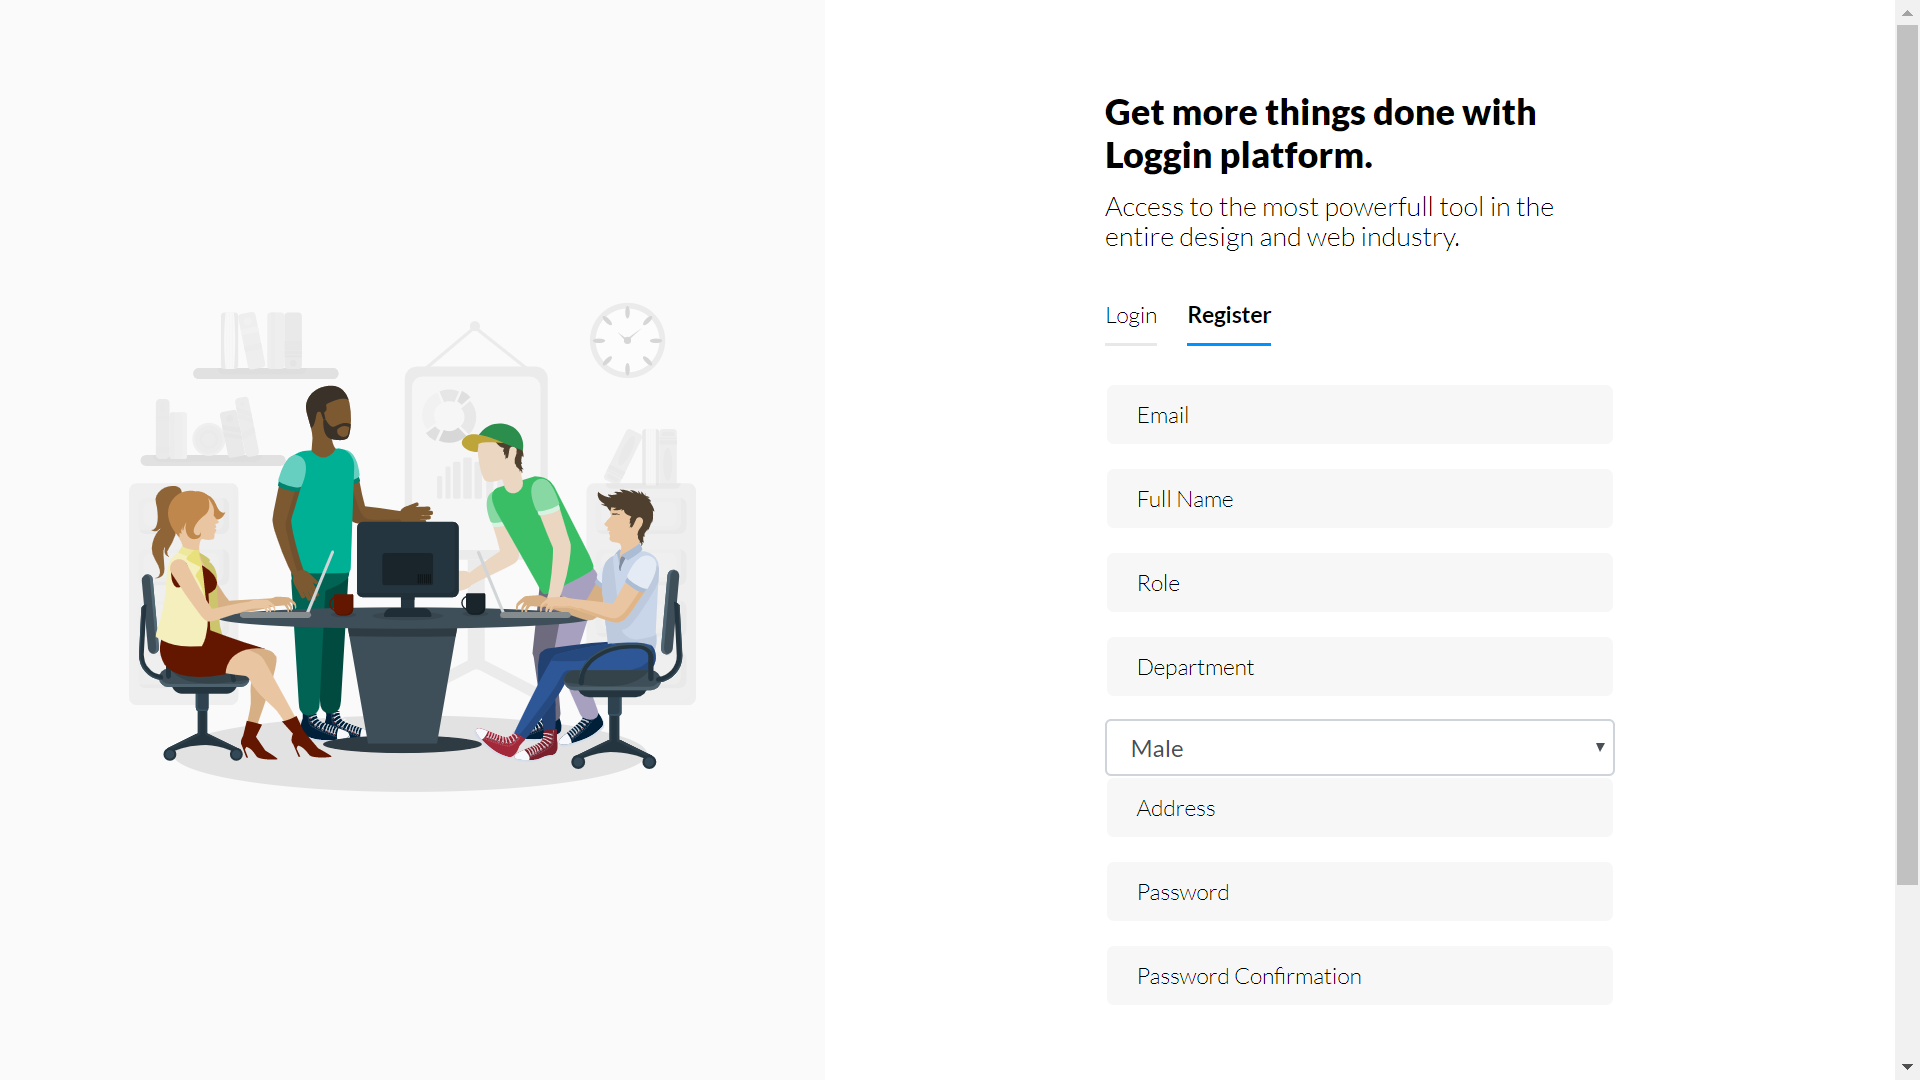 Get more things done with
Loggin platform.
Access to the most powerfull tool in the
entire design and web industry.
Login Register
Email
Full Name
Role
Department
Male
Address
Password
Password Confirmation